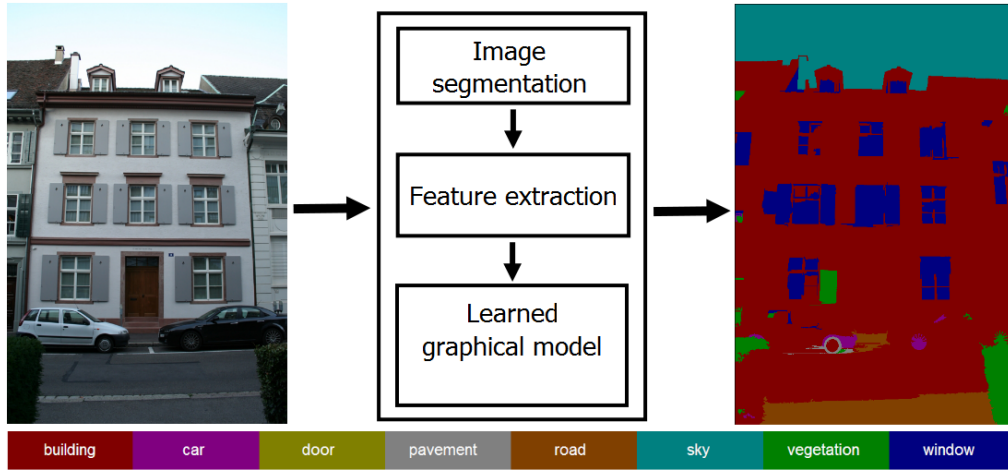 Image
segmentation
Feature extraction
Learned
graphical model
building car door pavement road sky vegetation window